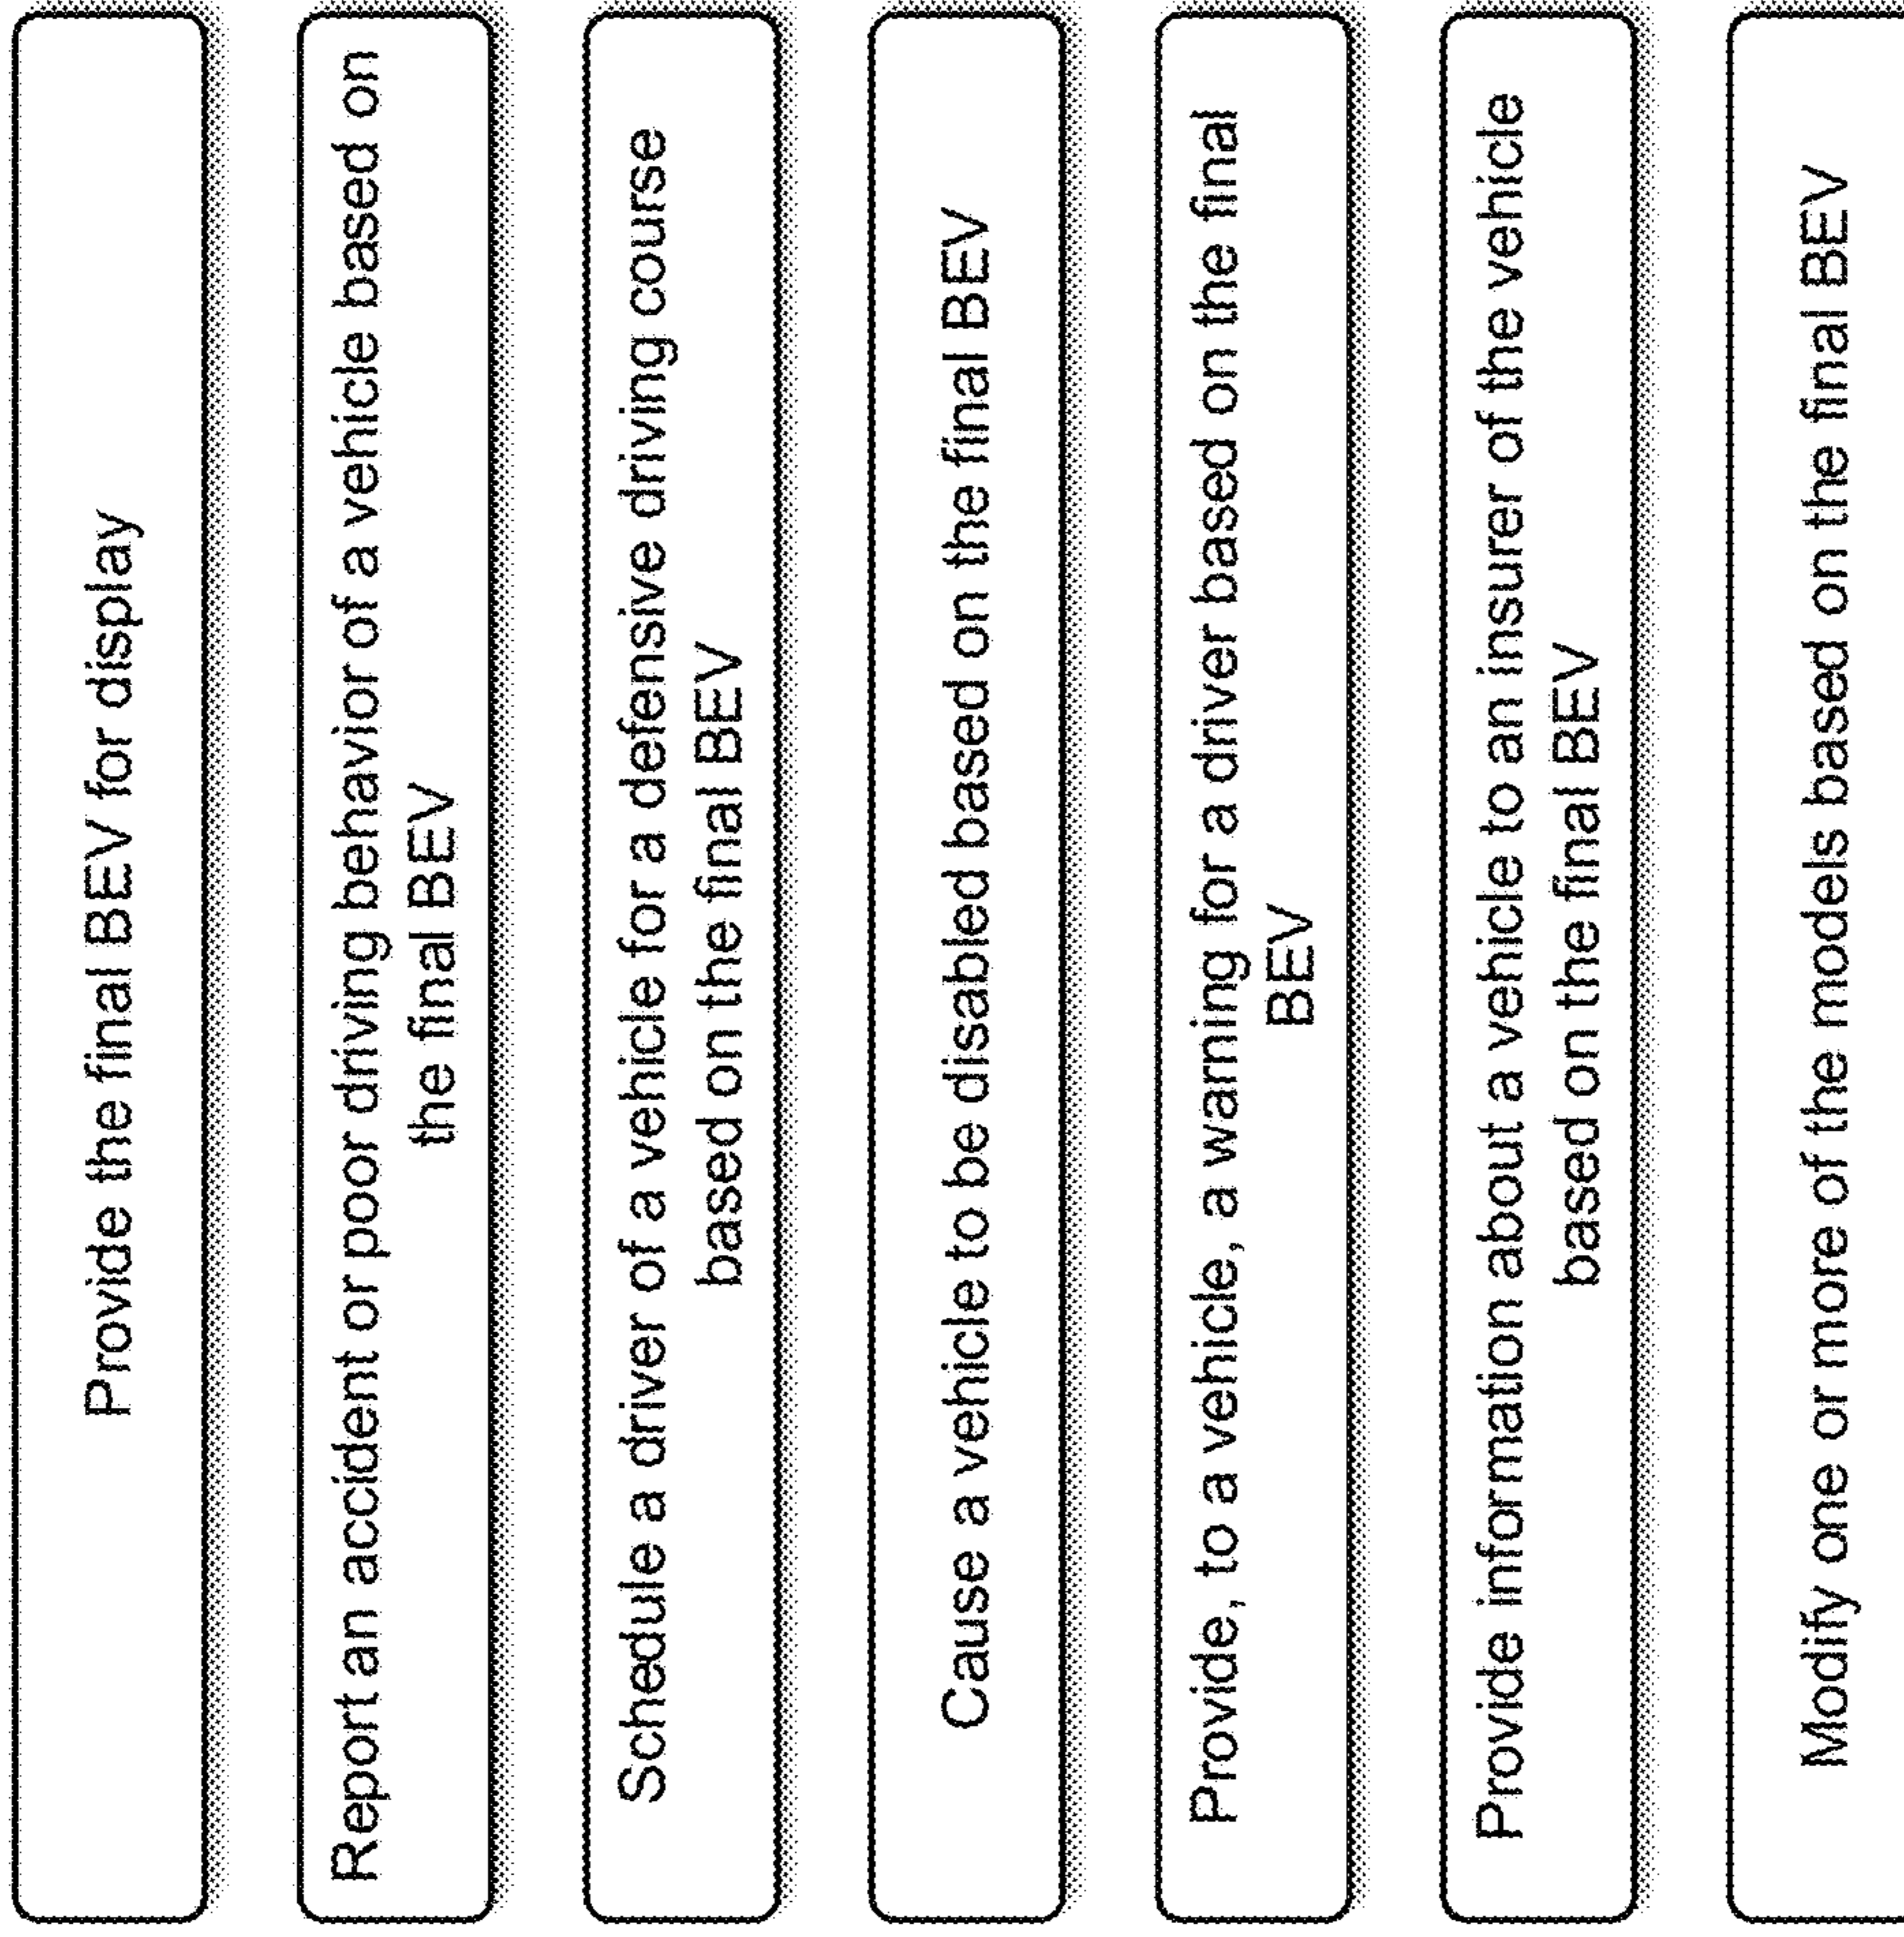 Provide the final BEV for display
Report an accident or poor driving behavior of a vehicle based on
the final BEV
Schedule a driver of a vehicle for a defensive driving course
based on the final BEV
Cause a vehicle to be disabled based on the final BEV
Provide, to a vehicle, a warning for a driver based on the final
BEV
Provide information about a vehicle to an insurer of the vehicle
based on the final BEV
Modify one or more of the models based on the final BEV